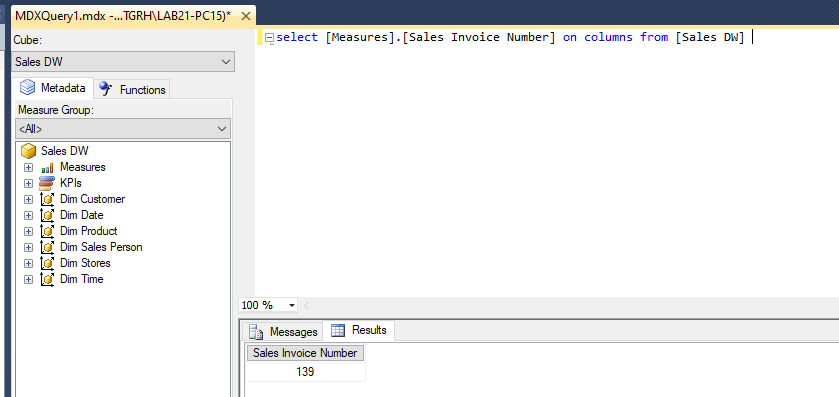 MDXQuery1.mdx -...TGRH\LAB21-PC15)*
Cube:
Sales DW
Metadata
Functions
Measure Group:
<All>
Sales DW
Measures
KPIs
Dim Customer
Dim Date
Dim Product
Dim Sales Person
Dim Stores
Dim Time
select [Measures].[Sales Invoice Number] on columns from [Sales DW]
100 %
Messages
Results
Sales Invoice Number
139